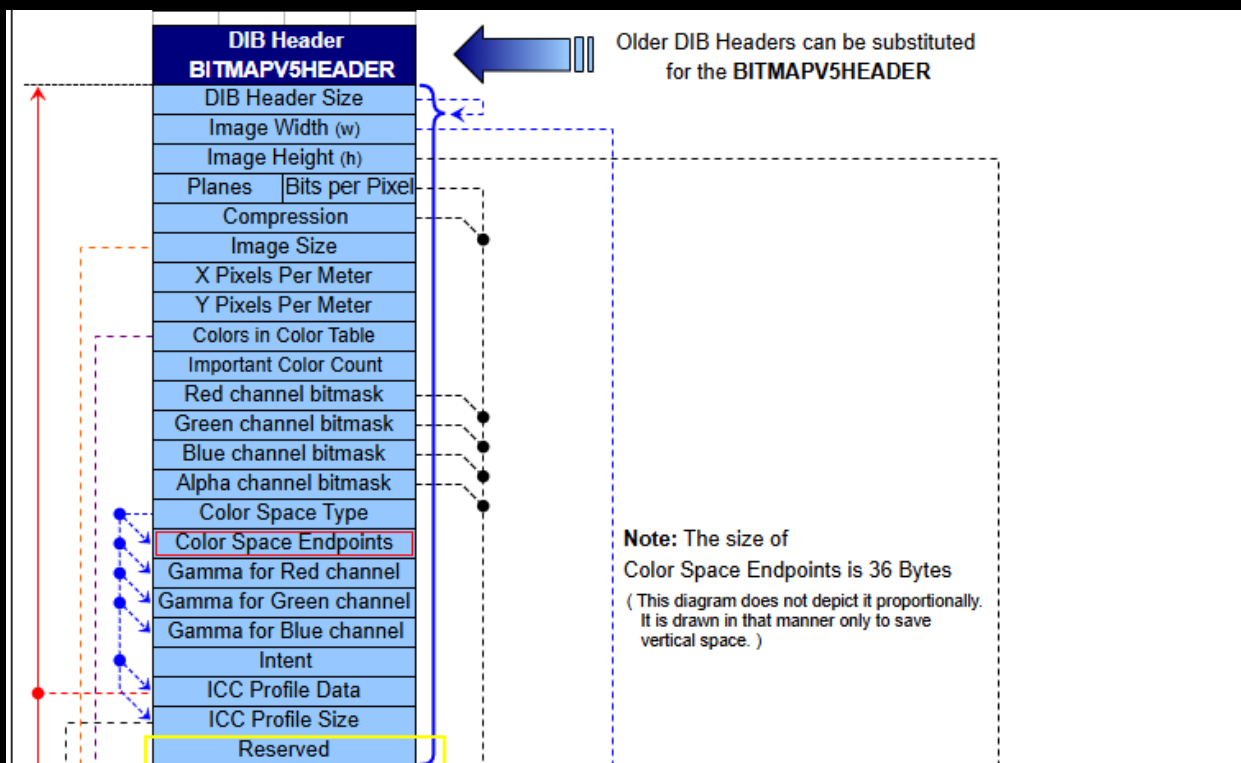 DIB Header
BITMAPV5HEADER
Older DIB Headers can be substituted
for the BITMAPV5HEADER
DIB Header Size
Image Width (w)
Image Height (h)
Planes Bits per Pixel
Compression
Image Size
X Pixels Per Meter
Y Pixels Per Meter
Colors in Color Table
Important Color Count
Red channel bitmask
Green channel bitmask
Blue channel bitmask
Alpha channel bitmask
Color Space Type
Color Space Endpoints
Gamma for Red channel
Gamma for Green channel
Gamma for Blue channel
Intent
ICC Profile Data
ICC Profile Size
Reserved
Note: The size of
Color Space Endpoints is 36 Bytes
( This diagram does not depict it proportionally.
It is drawn in that manner only to save
vertical space. )